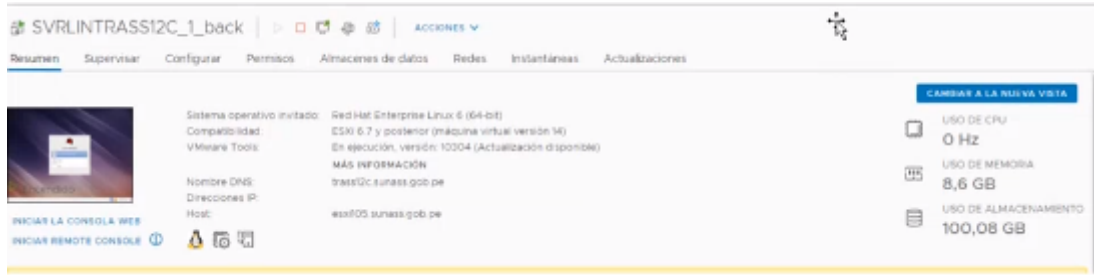 SVRLINTRASS12C_1_back
ACCIONES
Resumen Supervisar Configurar Permisos Almacenes de datos Redes Instantáneas Actualizaciones
CAMBIAR A LA NUEVA VISTA
Sistema operativo invitado: Red Hat Enterprise Linux 6 (64-bit)
Compatibilidad: ESXi 6.7 y posterior (máquina virtual versión 14)
VMware Tools: En ejecución, versión: 10304 (Actualización disponible)
MÁS INFORMACIÓN
Nombre DNS: trass12c.sunass.gob.pe
Direcciones IP:
Host: esxi105.sunass.gob.pe
INICIAR LA CONSOLA WEB
INICIAR REMOTE CONSOLE
USO DE CPU
0 Hz
USO DE MEMORIA
8,6 GB
USO DE ALMACENAMIENTO
100,08 GB